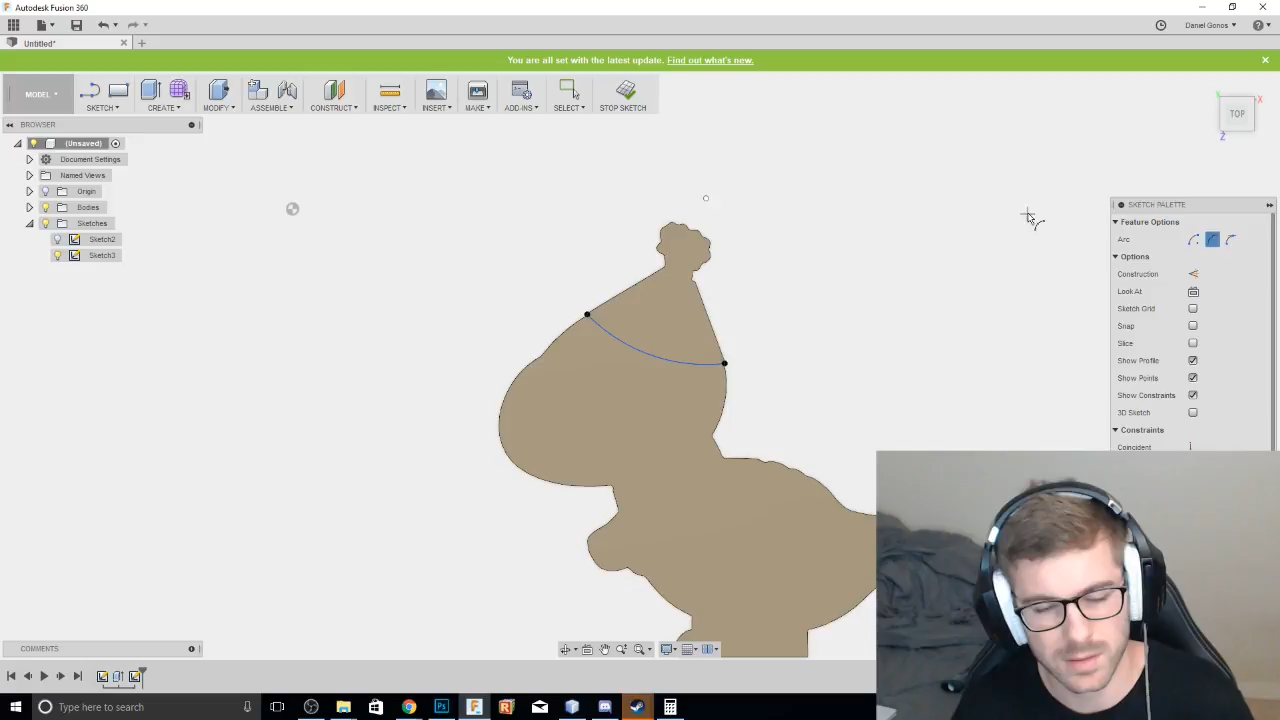 Autodesk Fusion 360
Daniel Gonos
Untitled*
You are all set with the latest update. Find out what's new.
MODEL
SKETCH
CREATE
MODIFY
ASSEMBLE
CONSTRUCT
INSPECT
INSERT
MAKE
ADD-INS
SELECT
STOP SKETCH
BROWSER
(Unsaved)
Document Settings
Named Views
Origin
Bodies
Sketches
Sketch2
Sketch3
TOP
X
Z
SKETCH PALETTE
Feature Options
Arc
Options
Construction
Look At
Sketch Grid
Snap
Slice
Show Profile
Show Points
Show Constraints
3D Sketch
Constraints
Coincident
COMMENTS
Type here to search